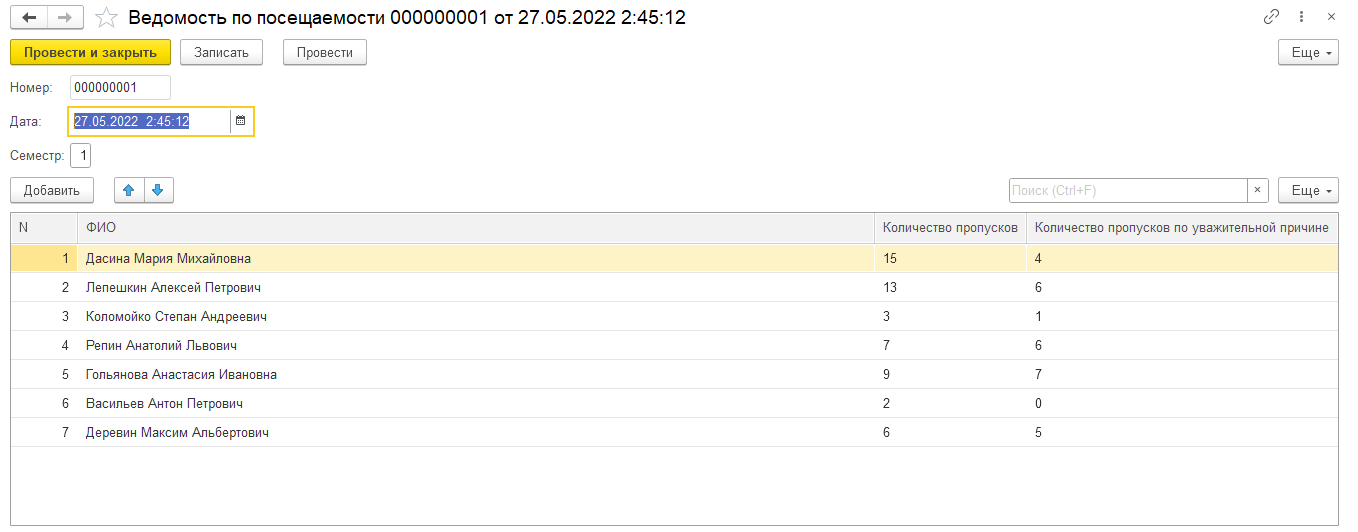 Ведомость по посещаемости 000000001 от 27.05.2022 2:45:12
Провести и закрыть Записать Провести Еще
Номер: 000000001
Дата: 27.05.2022 2:45:12
Семестр: 1
Добавить Поиск (Ctrl+F) × Еще
N ФИО Количество пропусков Количество пропусков по уважительной причине
1 Дасина Мария Михайловна 15 4
2 Лепешкин Алексей Петрович 13 6
3 Коломойко Степан Андреевич 3 1
4 Репин Анатолий Львович 7 6
5 Гольянова Анастасия Ивановна 9 7
6 Васильев Антон Петрович 2 0
7 Деревин Максим Альбертович 6 5